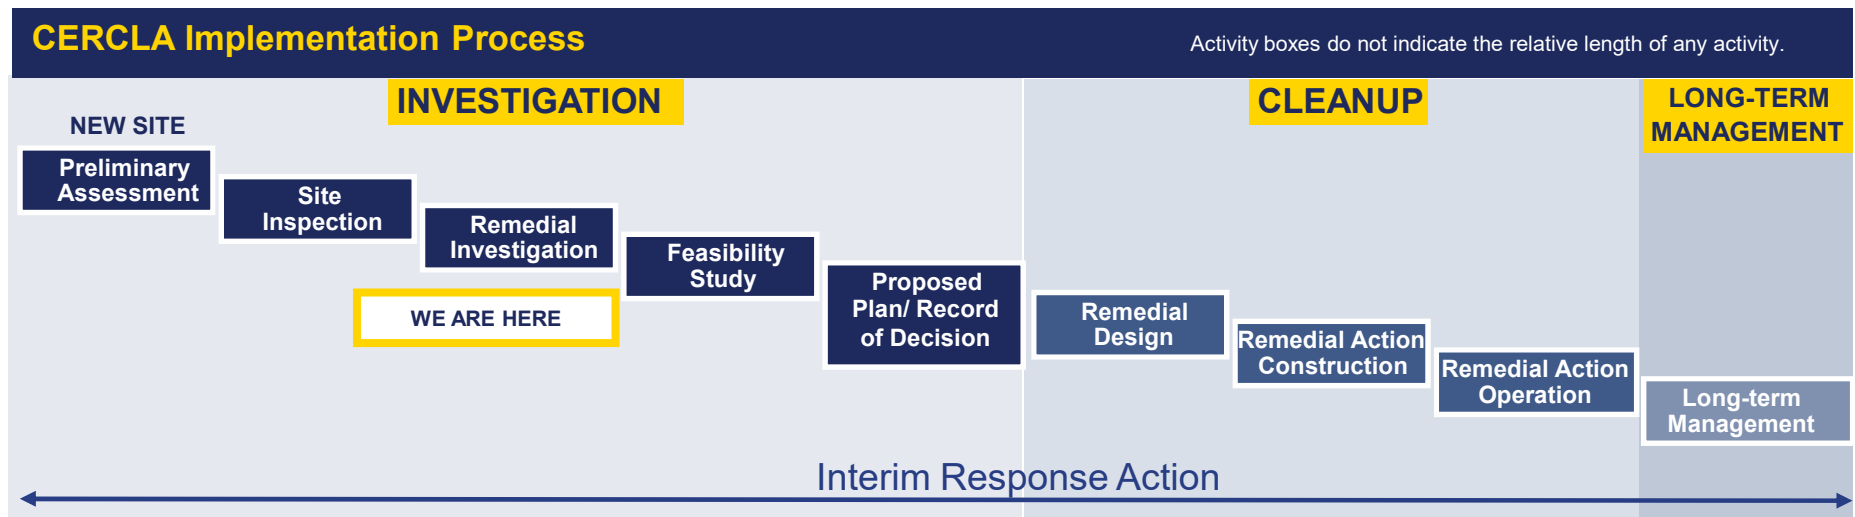 CERCLA Implementation Process
Activity boxes do not indicate the relative length of any activity.
INVESTIGATION
CLEANUP
LONG-TERM
MANAGEMENT
NEW SITE
Preliminary
Assessment
Site
Inspection
Remedial
Investigation
WE ARE HERE
Feasibility
Study
Proposed
Plan/ Record
of Decision
Remedial
Design
Remedial Action
Construction
Remedial Action
Operation
Long-term
Management
Interim Response Action